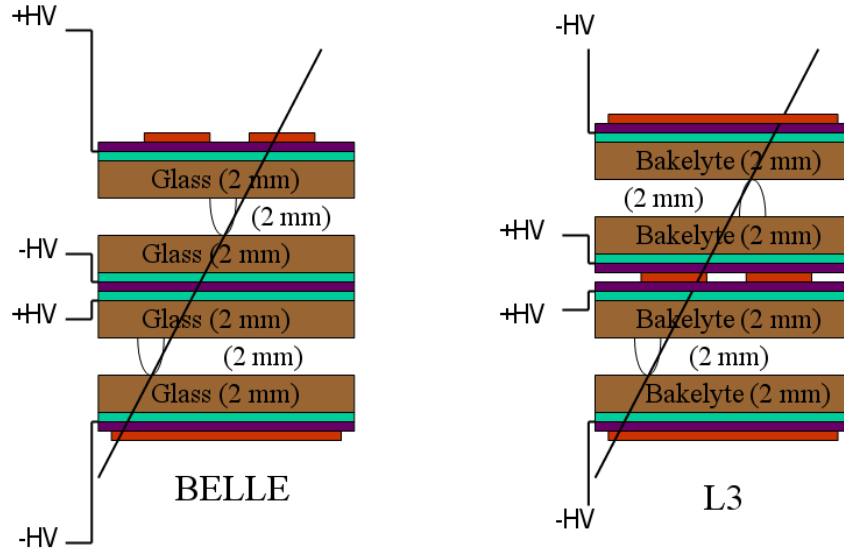 +HV
Glass (2 mm)
(2 mm)
-HV
Glass (2 mm)
+HV
Glass (2 mm)
(2 mm)
Glass (2 mm)
-HV
BELLE
-HV
Bakelyte (2 mm)
(2 mm)
+HV
Bakelyte (2 mm)
+HV
Bakelyte (2 mm)
(2 mm)
Bakelyte (2 mm)
-HV
L3